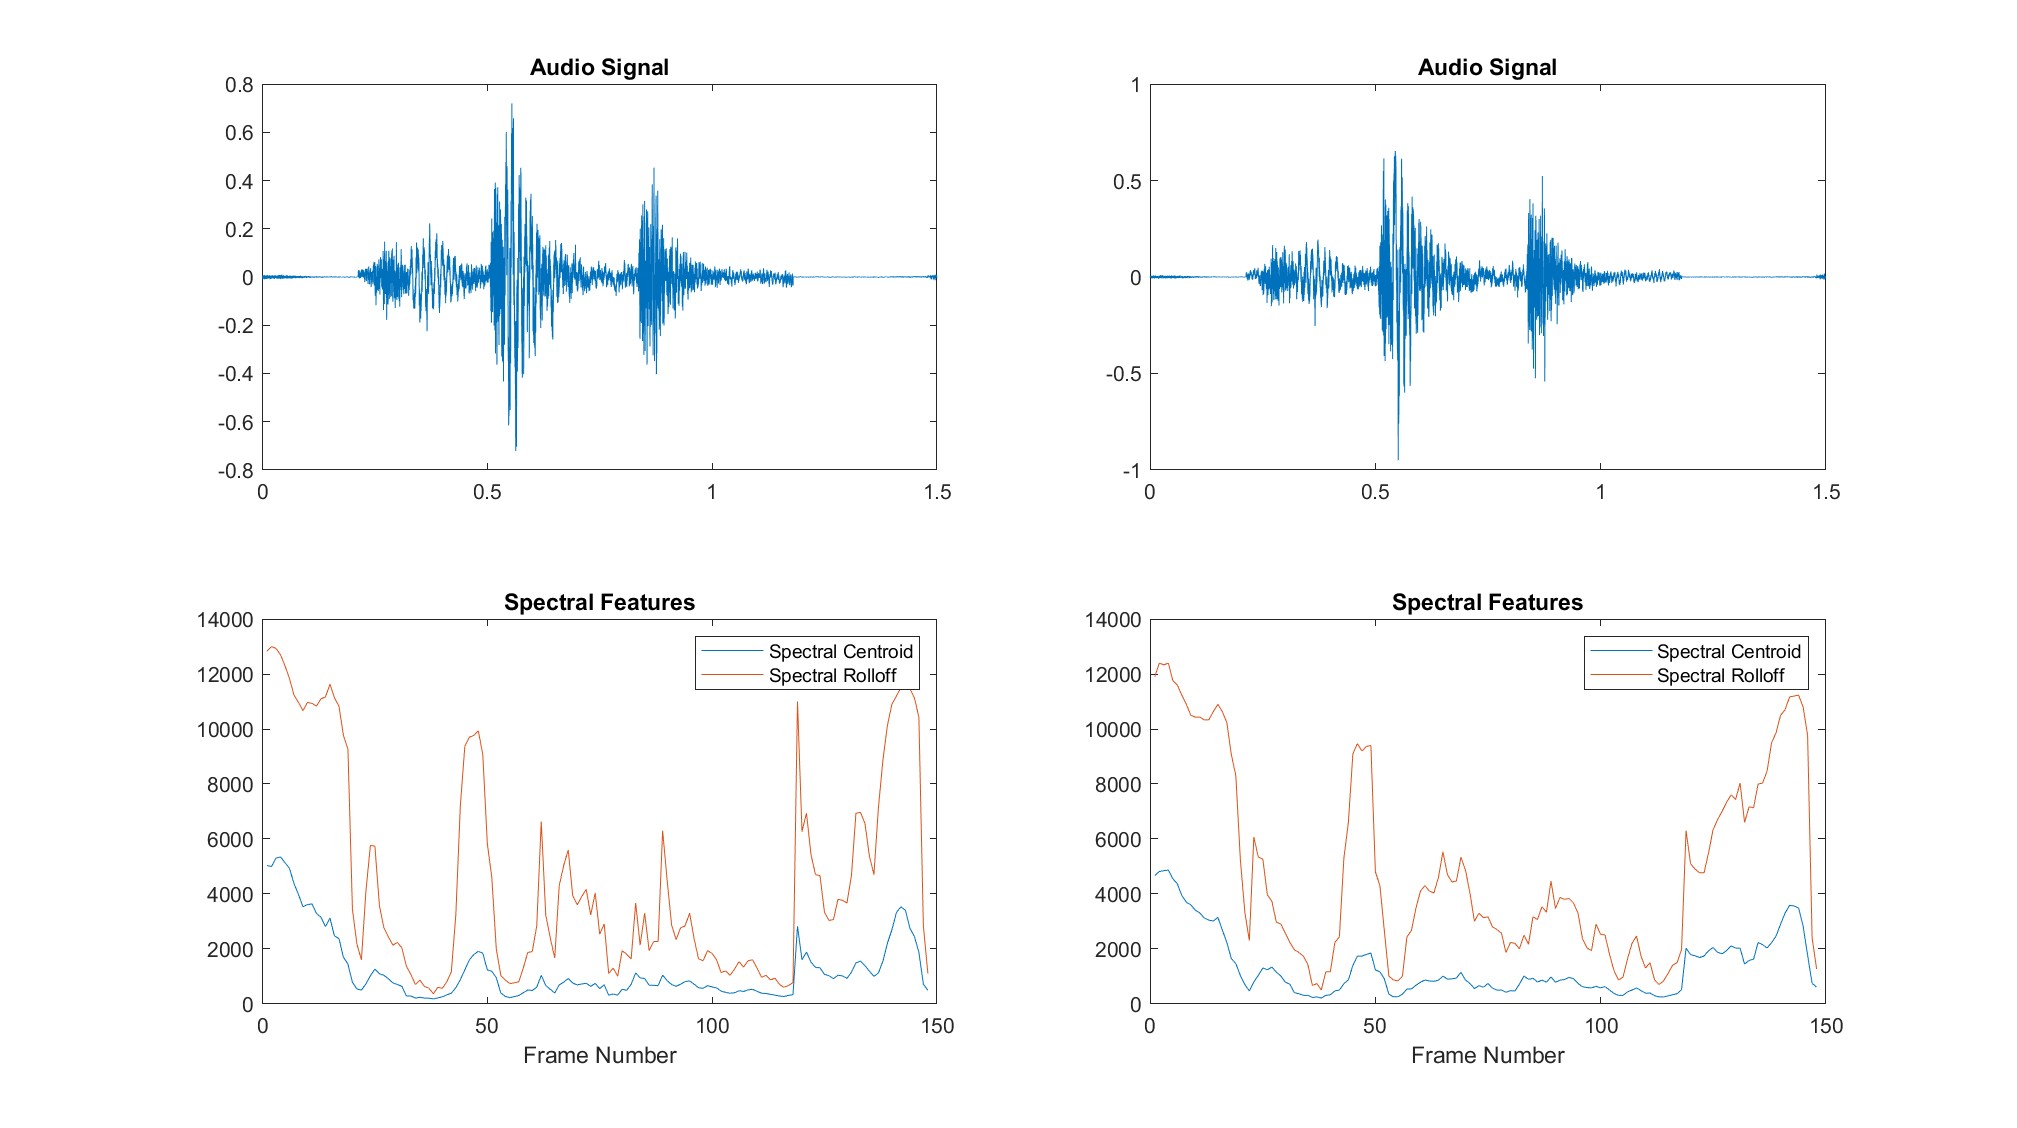 Audio Signal
0.8
0.6
0.4
0.2
0
-0.2
-0.4
-0.6
-0.8
0 0.5 1 1.5
Audio Signal
1
0.5
0
-0.5
-1
0 0.5 1 1.5
Spectral Features
14000
12000
10000
8000
6000
4000
2000
0
Spectral Centroid
Spectral Rolloff
0 50 100 150
Frame Number
Spectral Features
14000
12000
10000
8000
6000
4000
2000
0
Spectral Centroid
Spectral Rolloff
0 50 100 150
Frame Number